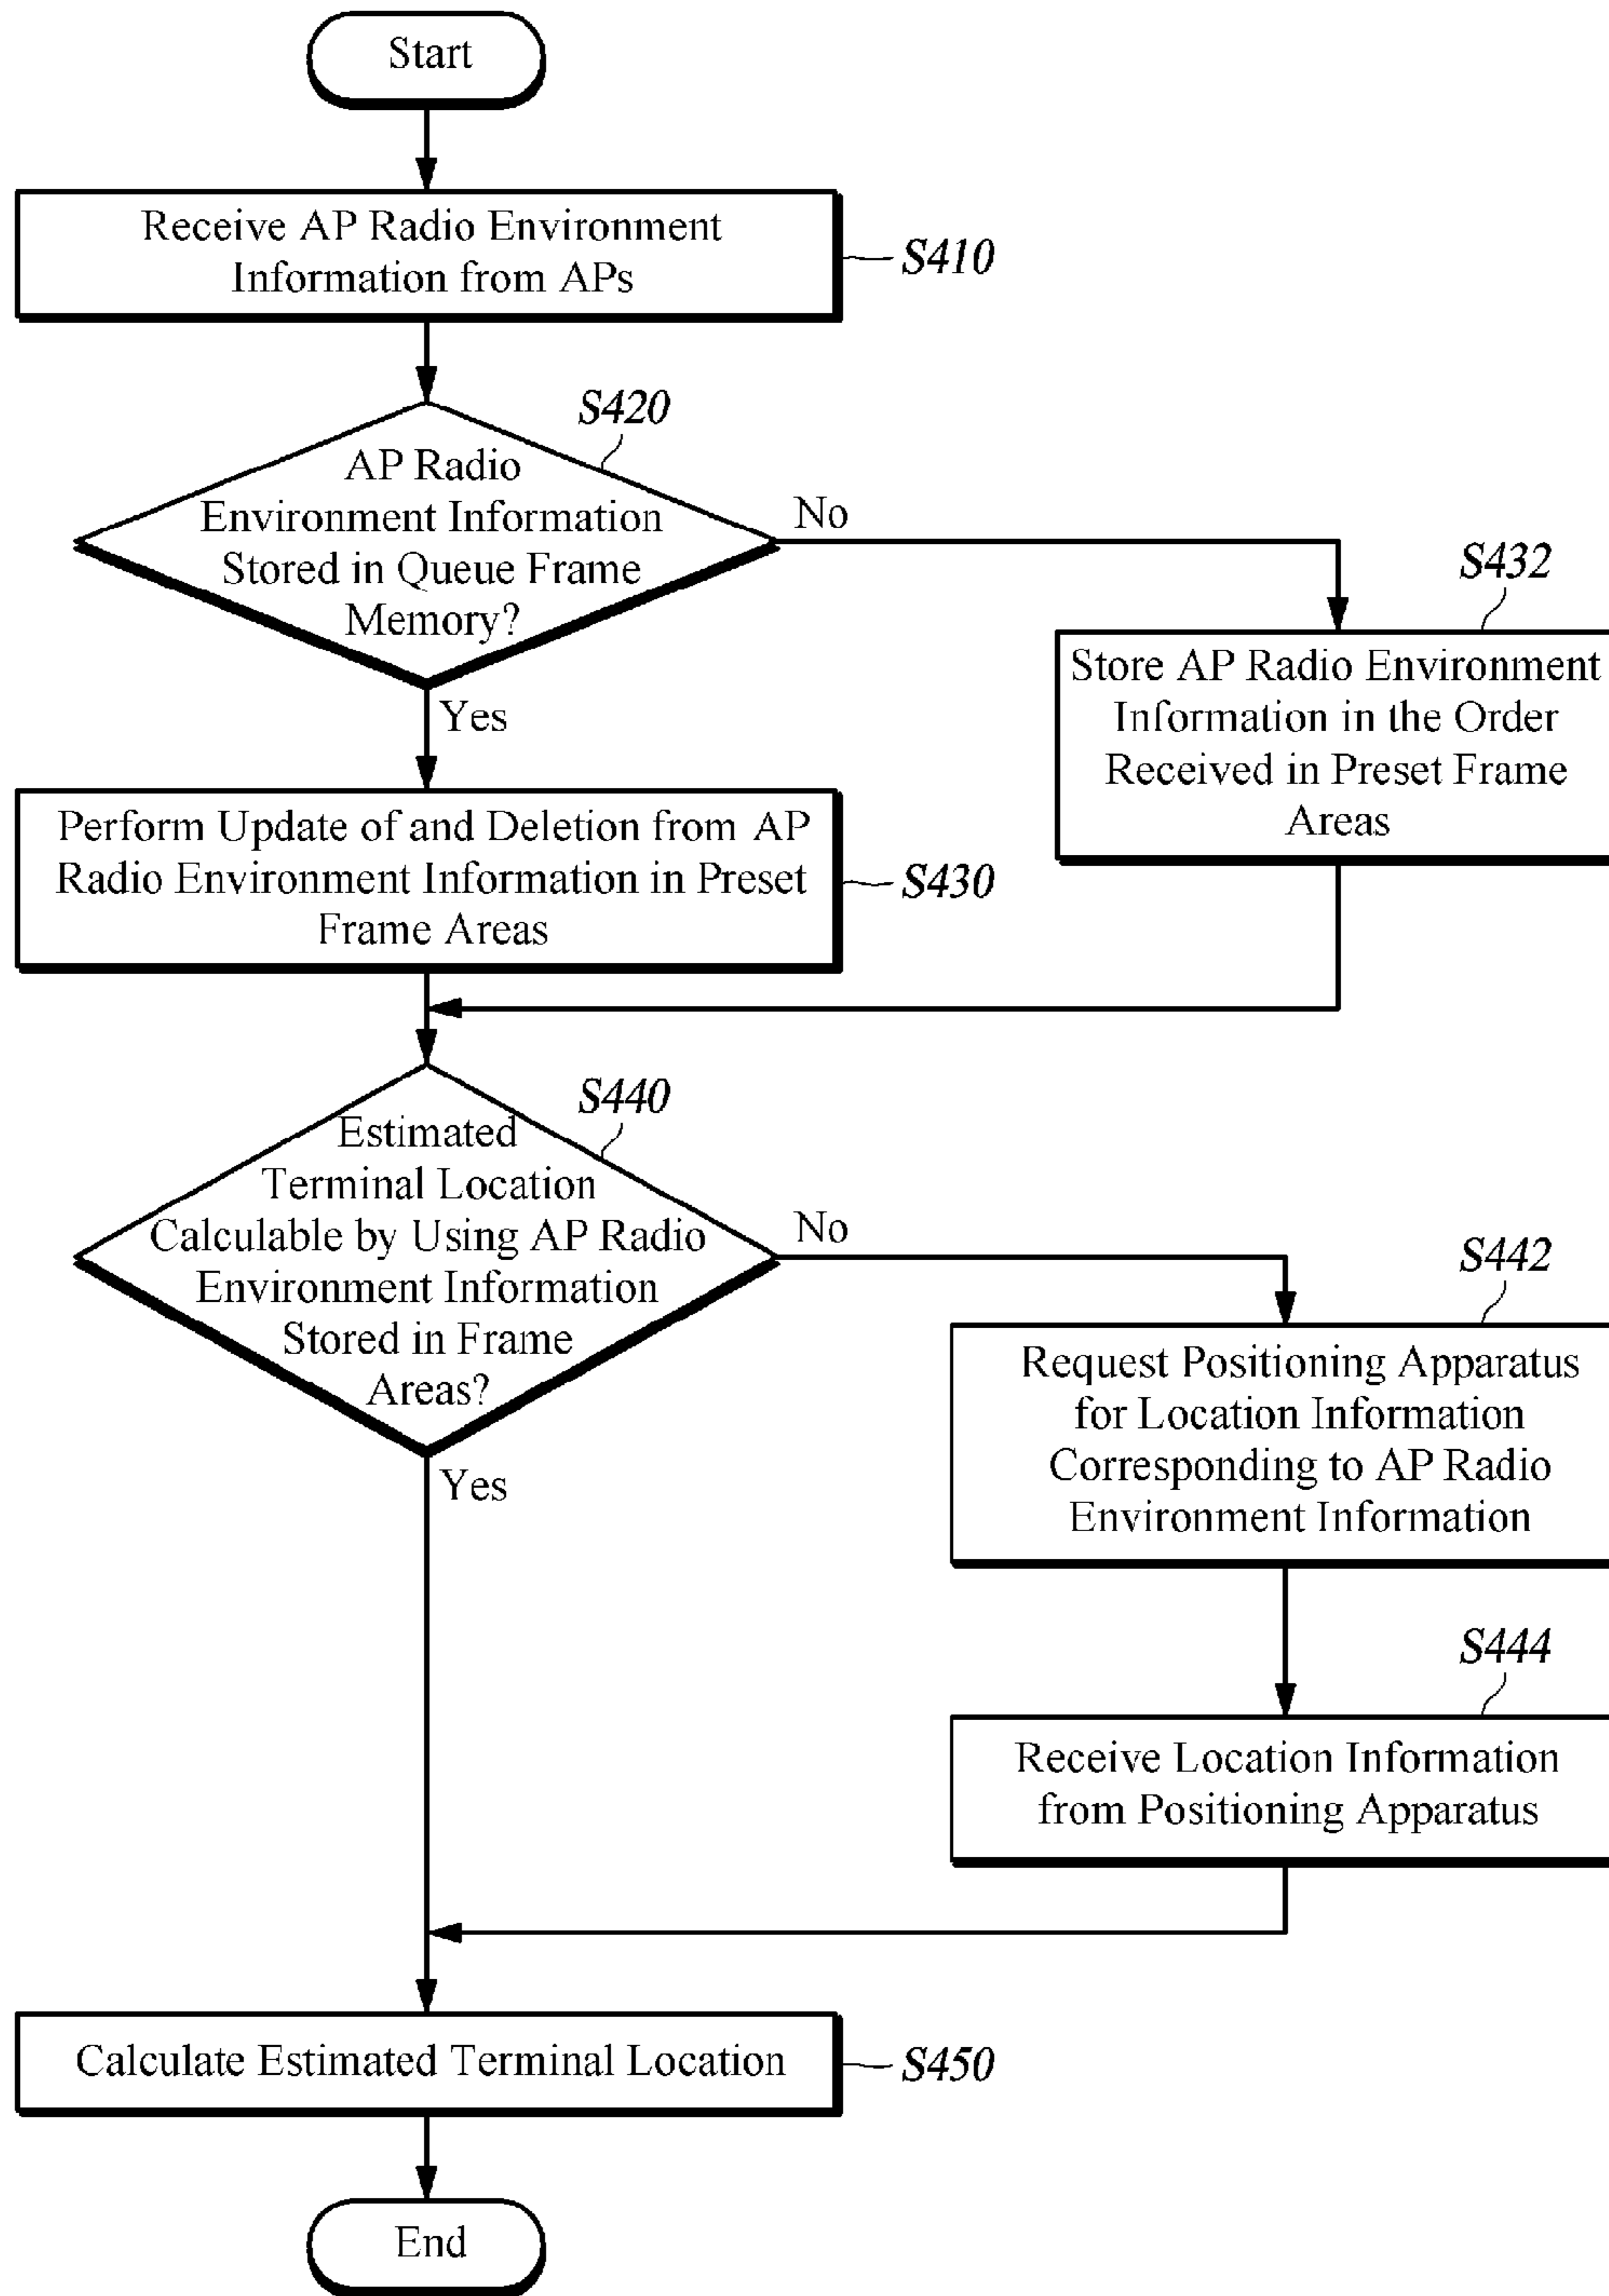 Start
Receive AP Radio Environment
Information from APs
S410
S420
AP Radio
Environment Information
Stored in Queue Frame
Memory?
No
Yes
S432
Store AP Radio Environment
Information in the Order
Received in Preset Frame
Areas
Perform Update of and Deletion from AP
Radio Environment Information in Preset
Frame Areas
S430
S440
Estimated
Terminal Location
Calculable by Using AP Radio
Environment Information
Stored in Frame
Areas?
No
Yes
S442
Request Positioning Apparatus
for Location Information
Corresponding to AP Radio
Environment Information
S444
Receive Location Information
from Positioning Apparatus
Calculate Estimated Terminal Location
S450
End